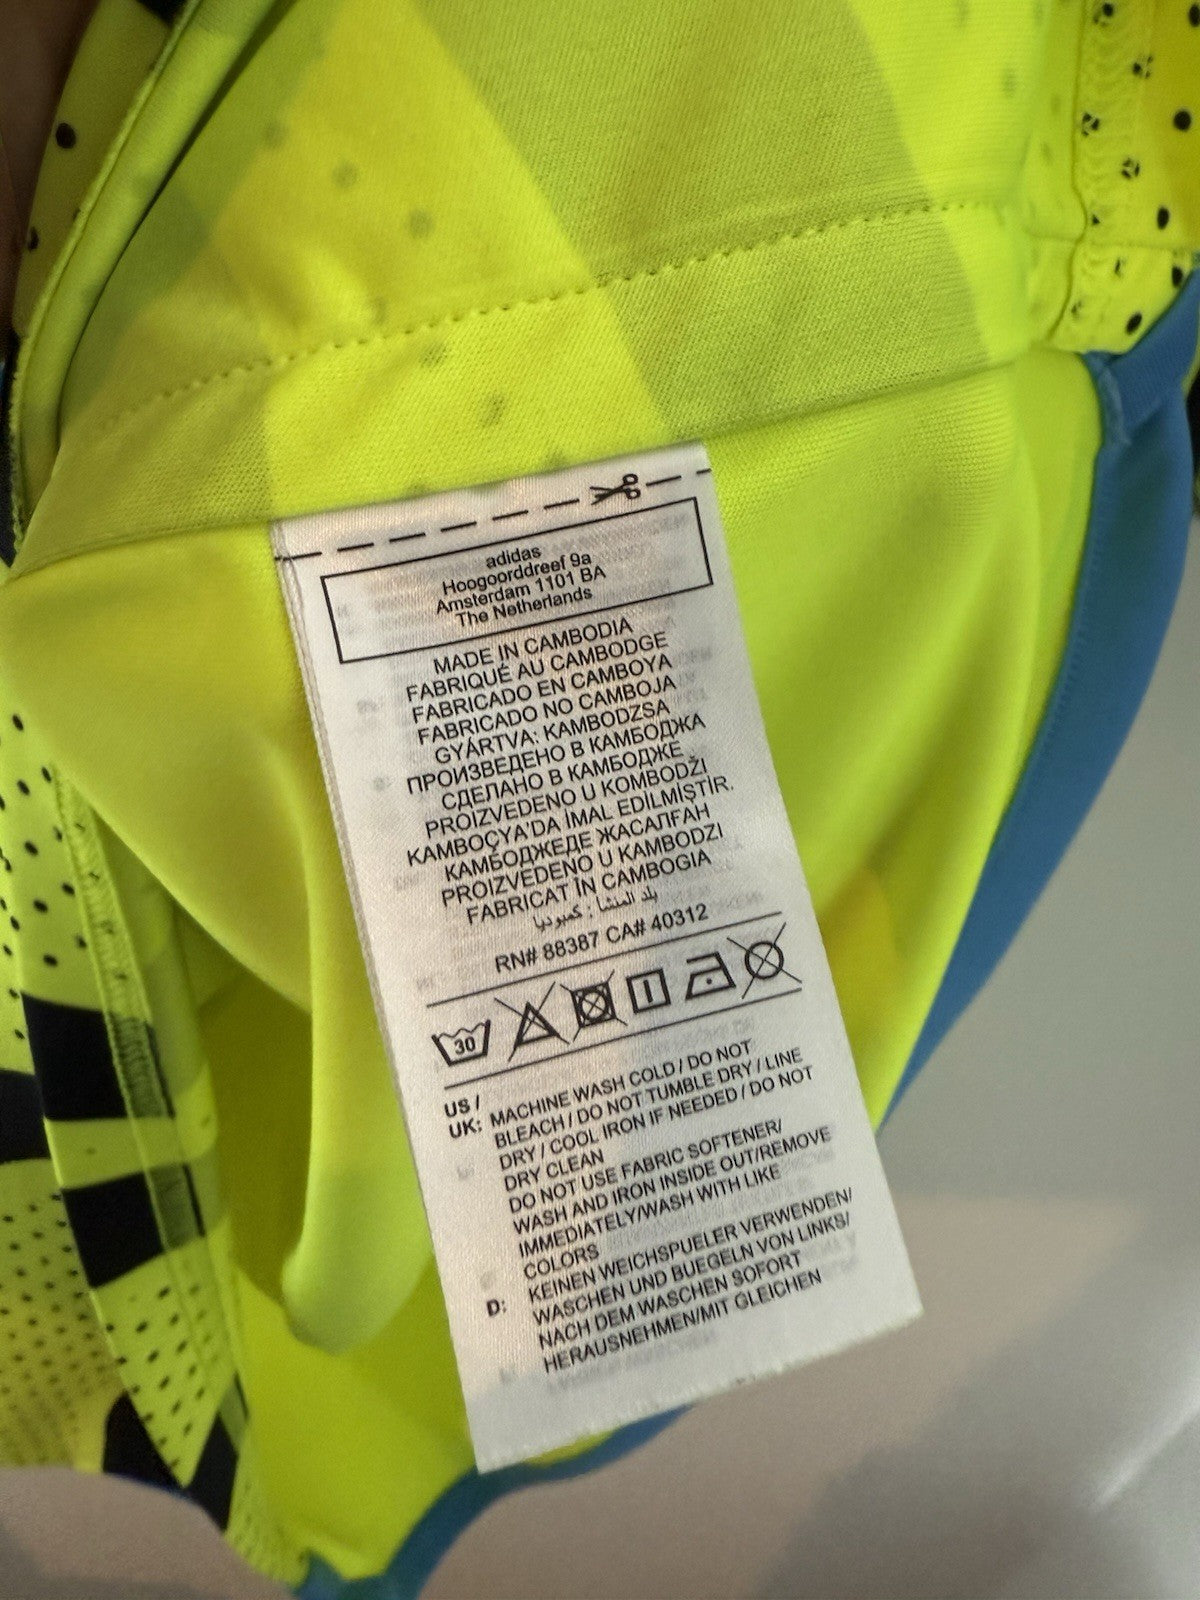 adidas
Hoogoorddreef 9a
Amsterdam 1101 BA
The Netherlands
MADE IN CAMBODIA
FABRIQUÉ AU CAMBODGE
FABRICADO EN CAMBOYA
FABRICADO NO CAMBOJA
GYÁRTVA: KAMBODZSA
ПРОИЗВЕДЕНО В КАМБОДЖА
СДЕЛАНО В КАМБОДЖЕ
PROIZVEDENO U KOMBODŽI
KAMBOÇYA'DA İMAL EDİLMİŞTİR.
КАМБОДЖЕДЕ ЖАСАЛҒАН
PROIZVEDENO U KAMBODZI
FABRICAT ÎN CAMBOGIA
بلد المنشأ : كمبوديا
RN# 88387 CA# 40312
30
US / UK: MACHINE WASH COLD / DO NOT
BLEACH / DO NOT TUMBLE DRY / LINE
DRY / COOL IRON IF NEEDED / DO NOT
DRY CLEAN
DO NOT USE FABRIC SOFTENER/
WASH AND IRON INSIDE OUT/REMOVE
IMMEDIATELY/WASH WITH LIKE
COLORS
D: KEINEN WEICHSPUELER VERWENDEN/
WASCHEN UND BUEGELN VON LINKS/
NACH DEM WASCHEN SOFORT
HERAUSNEHMEN/MIT GLEICHEN